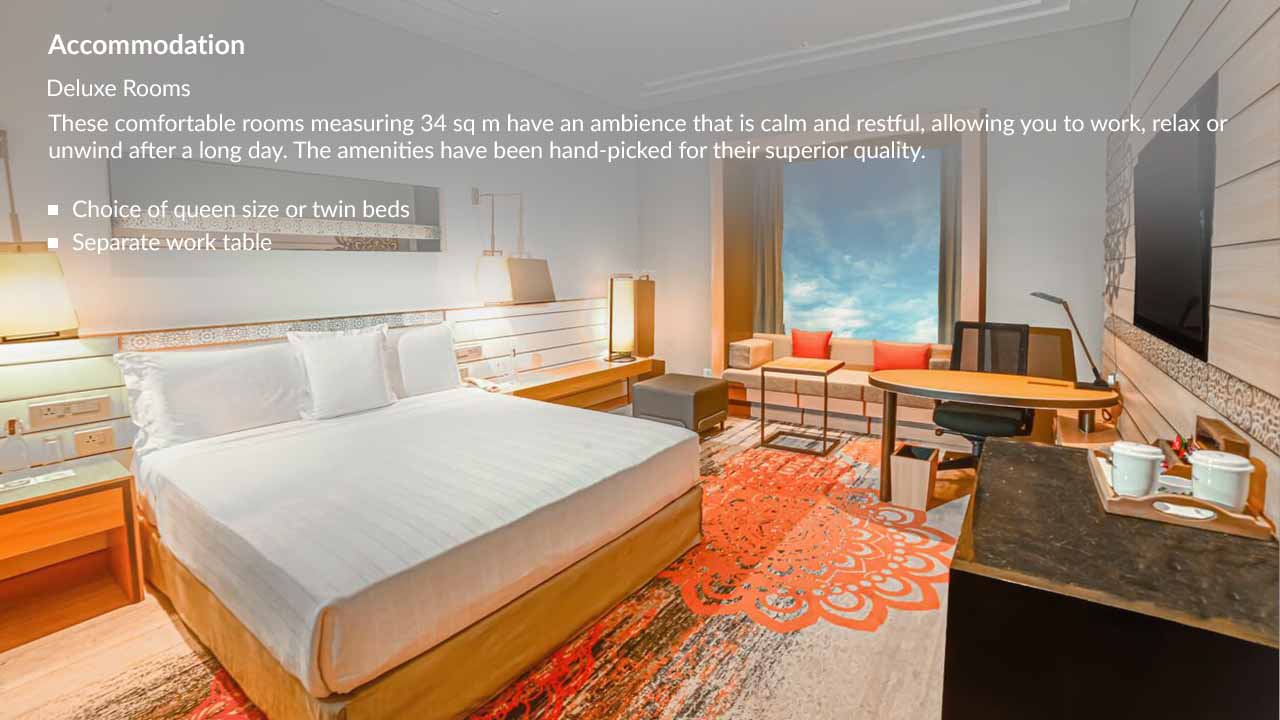 Accommodation
Deluxe Rooms
These comfortable rooms measuring 34 sq m have an ambience that is calm and restful, allowing you to work, relax or
unwind after a long day. The amenities have been hand-picked for their superior quality.
Choice of queen size or twin beds
Separate work table